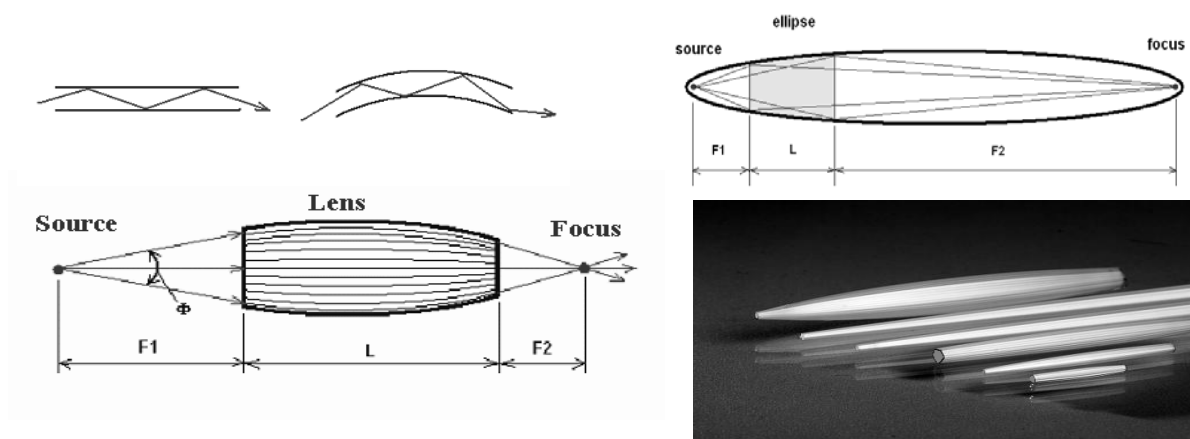 ellipse
source
focus
F1
L
F2
Source
Lens
Focus
Φ
F1
L
F2